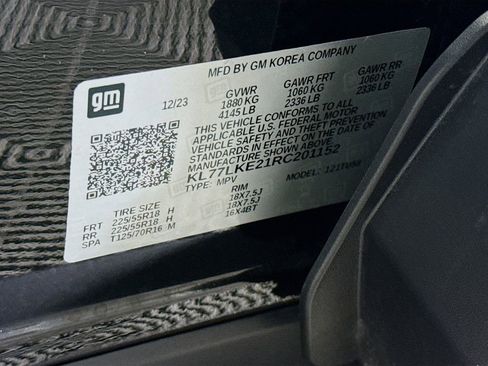 MFD BY GM KOREA COMPANY
gm
12/23 GVWR GAWR FRT GAWR RR
1880 KG 1060 KG 1060 KG
4145 LB 2336 LB 2336 LB
THIS VEHICLE CONFORMS TO ALL
APPLICABLE U.S. FEDERAL MOTOR
VEHICLE SAFETY AND THEFT PREVENTION
STANDARDS IN EFFECT ON THE DATE OF
MANUFACTURE SHOWN ABOVE.
KL77LKE21RC201152
TYPE: MPV
TIRE SIZE RIM
FRT 225/55R18 H 18X7.5J
RR 225/55R18 H 18X7.5J
SPA T125/70R16 M 16X4BT